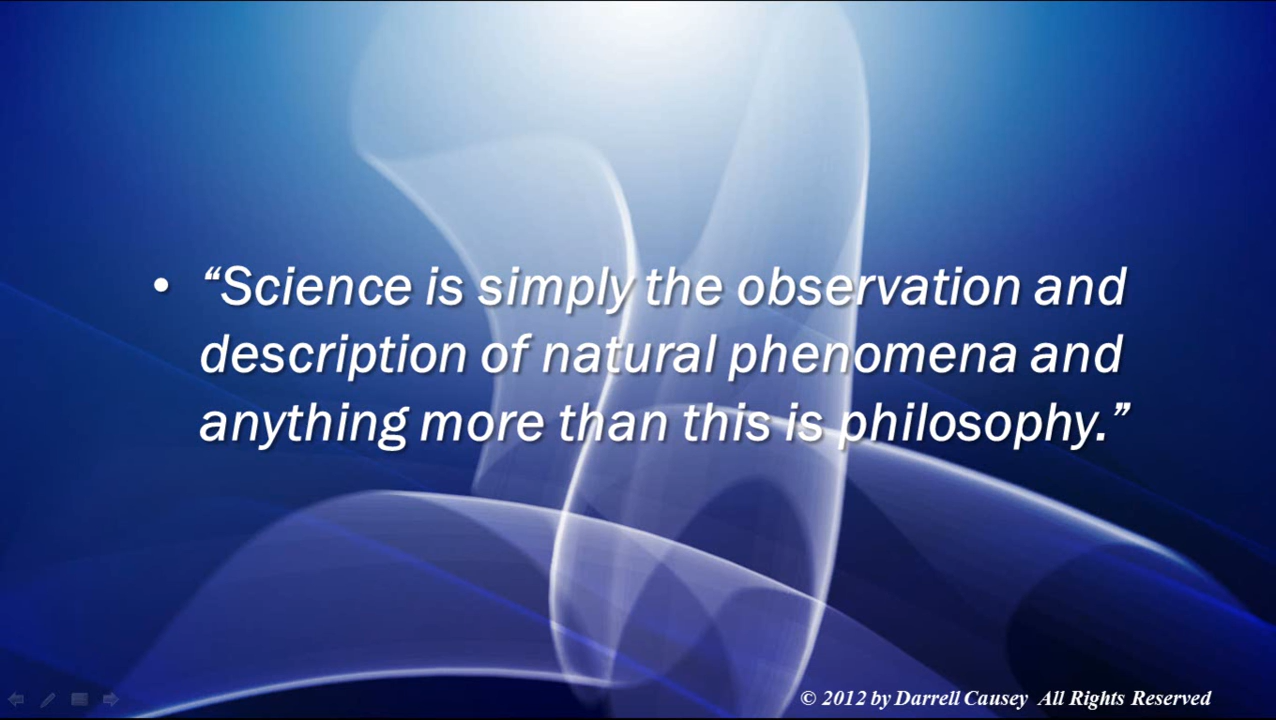 • “Science is simply the observation and
description of natural phenomena and
anything more than this is philosophy.”
© 2012 by Darrell Causey All Rights Reserved